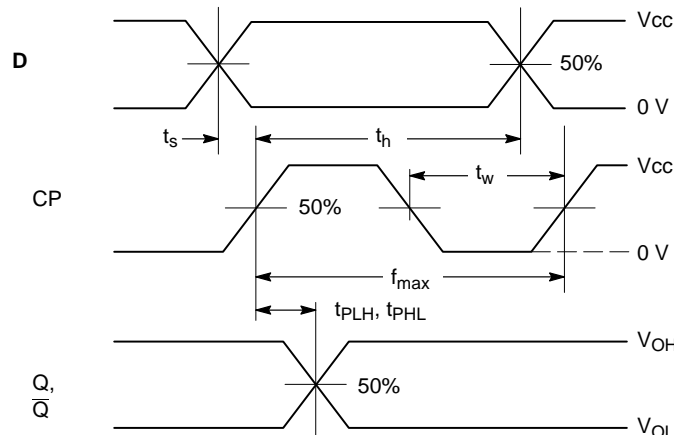 Vcc
D
50%
0 V
ts
th
Vcc
tw
CP
50%
0 V
fmax
tPLH, tPHL
VOH
Q,
Q̅
50%
VOL